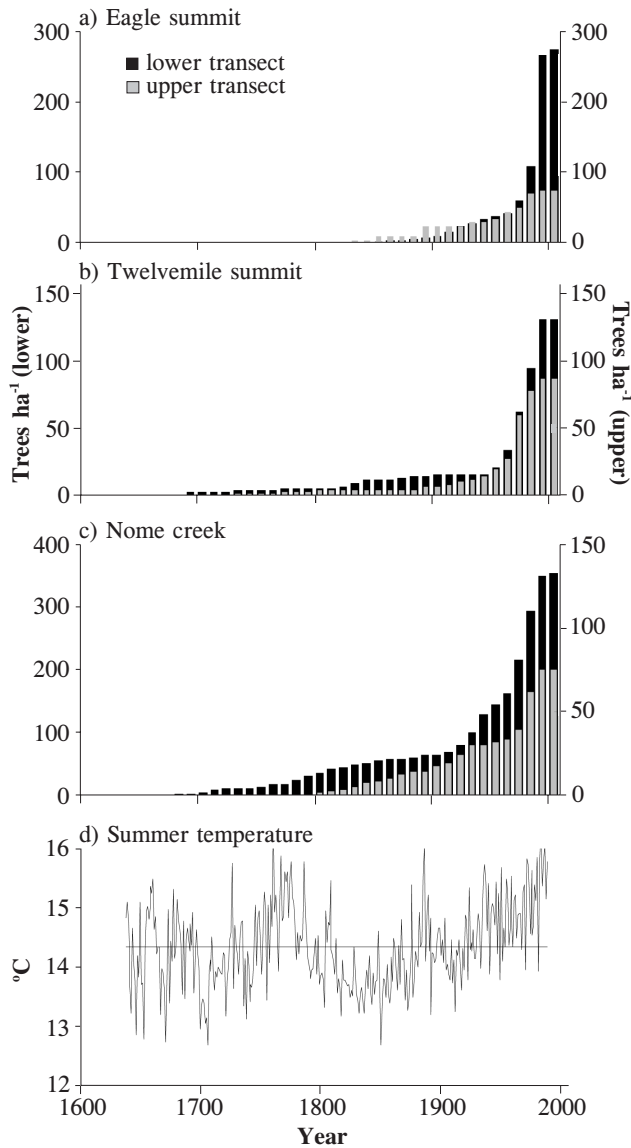 a) Eagle summit
300 300
lower transect
upper transect
200 200
100 100
0 0
b) Twelvemile summit
150 150
100 100
50 50
0 0
Trees ha-1 (lower)
Trees ha-1 (upper)
c) Nome creek
400 150
300
100
200
50
100
0 0
d) Summer temperature
16
15
14
13
12
ºC
1600 1700 1800 1900 2000
Year